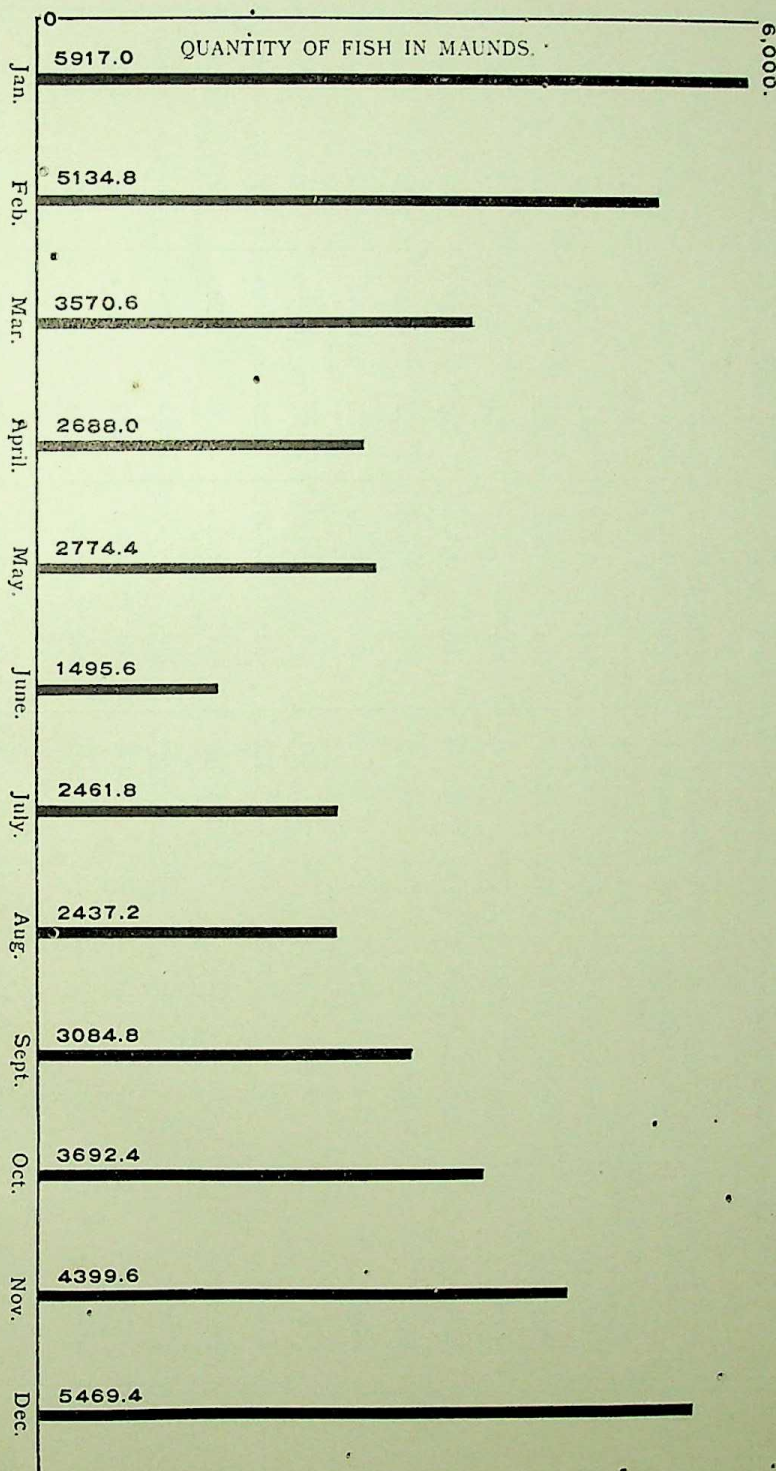 0
6,000.
QUANTITY OF FISH IN MAUNDS.
Jan.
5917.0
Feb.
5134.8
Mar.
3570.6
April.
2688.0
May.
2774.4
June.
1495.6
July.
2461.8
Aug.
2437.2
Sept.
3084.8
Oct.
3692.4
Nov.
4399.6
Dec.
5469.4